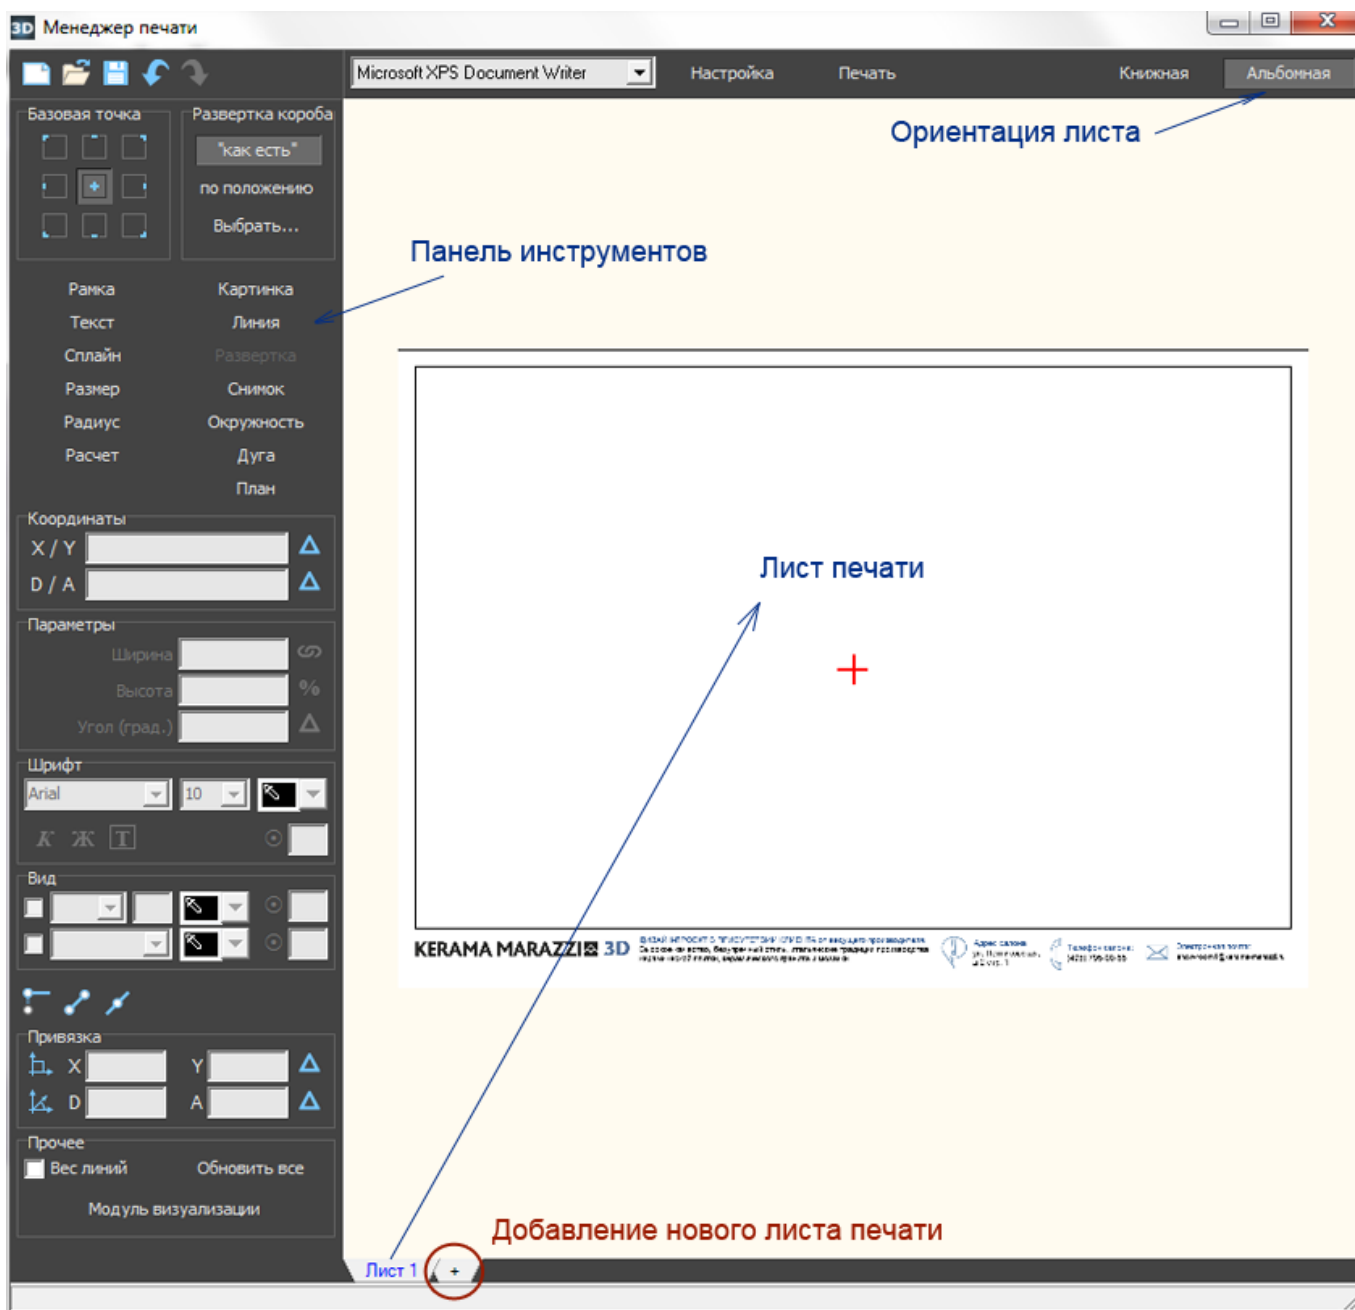 3D Менеджер печати
Microsoft XPS Document Writer Настройка Печать Книжная Альбомная
Ориентация листа
Базовая точка Развертка короба
"как есть"
по положению
Выбрать...
Панель инструментов
Рамка Картинка
Текст Линия
Сплайн Развертка
Размер Снимок
Радиус Окружность
Расчет Дуга
План
Координаты
X / Y
D / A
Лист печати
Параметры
Ширина
Высота %
Угол (град.)
Шрифт
Arial 10
К Ж T
Вид
KERAMA MARAZZI 3D
Адрес салона
Привязка
X Y
D A
Прочее
Вес линий Обновить все
Модуль визуализации
Добавление нового листа печати
Лист 1 +